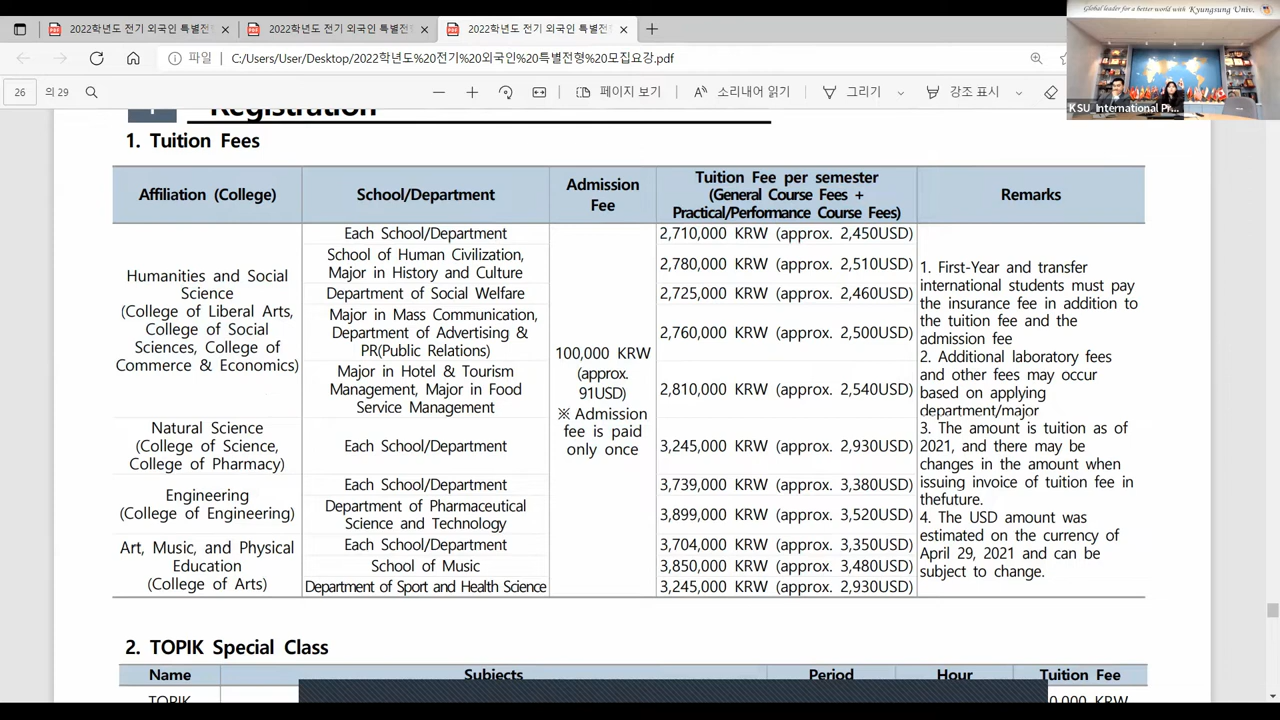 2022학년도 전기 외국인 특별전
2022학년도 전기 외국인 특별전
2022학년도 전기 외국인 특별전
Global leader for a better world with Kyungsung Univ.
파일
C:/Users/User/Desktop/2022학년도%20전기%20외국인%20특별전형%20모집요강.pdf
26 의 29
페이지 보기
소리내어 읽기
그리기
강조 표시
KSU_International Pr...
Registration
1. Tuition Fees
Affiliation (College)
School/Department
Admission
Fee
Tuition Fee per semester
(General Course Fees +
Practical/Performance Course Fees)
Remarks
Humanities and Social
Science
(College of Liberal Arts,
College of Social
Sciences, College of
Commerce & Economics)
Each School/Department
2,710,000 KRW (approx. 2,450USD)
School of Human Civilization,
Major in History and Culture
2,780,000 KRW (approx. 2,510USD)
Department of Social Welfare
2,725,000 KRW (approx. 2,460USD)
Major in Mass Communication,
Department of Advertising &
PR(Public Relations)
2,760,000 KRW (approx. 2,500USD)
Major in Hotel & Tourism
Management, Major in Food
Service Management
2,810,000 KRW (approx. 2,540USD)
Natural Science
(College of Science,
College of Pharmacy)
Each School/Department
3,245,000 KRW (approx. 2,930USD)
Engineering
(College of Engineering)
Each School/Department
3,739,000 KRW (approx. 3,380USD)
Department of Pharmaceutical
Science and Technology
3,899,000 KRW (approx. 3,520USD)
Art, Music, and Physical
Education
(College of Arts)
Each School/Department
3,704,000 KRW (approx. 3,350USD)
School of Music
3,850,000 KRW (approx. 3,480USD)
Department of Sport and Health Science
3,245,000 KRW (approx. 2,930USD)
100,000 KRW
(approx.
91USD)
※ Admission
fee is paid
only once
1. First-Year and transfer
international students must pay
the insurance fee in addition to
the tuition fee and the
admission fee
2. Additional laboratory fees
and other fees may occur
based on applying
department/major
3. The amount is tuition as of
2021, and there may be
changes in the amount when
issuing invoice of tuition fee in
thefuture.
4. The USD amount was
estimated on the currency of
April 29, 2021 and can be
subject to change.
2. TOPIK Special Class
Name
Subjects
Period
Hour
Tuition Fee
TOPIK
0,000 KRW